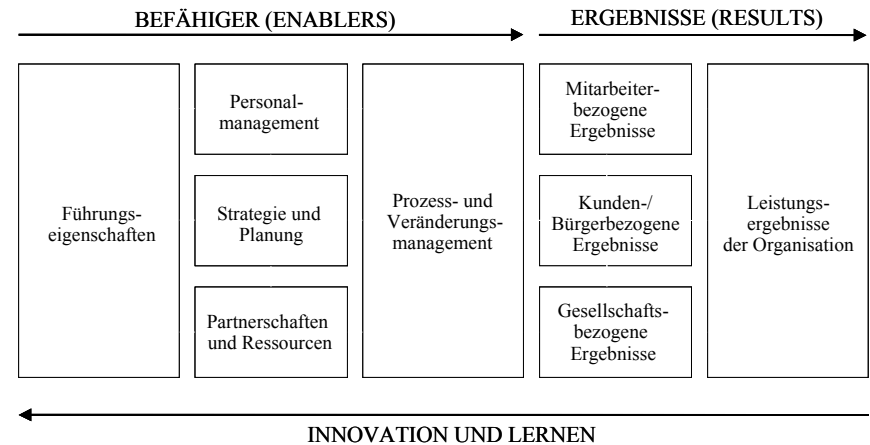 BEFÄHIGER (ENABLERS)
ERGEBNISSE (RESULTS)
Führungs-
eigenschaften
Personal-
management
Strategie und
Planung
Partnerschaften
und Ressourcen
Prozess- und
Veränderungs-
management
Mitarbeiter-
bezogene
Ergebnisse
Kunden-/
Bürgerbezogene
Ergebnisse
Gesellschafts-
bezogene
Ergebnisse
Leistungs-
ergebnisse
der Organisation
INNOVATION UND LERNEN